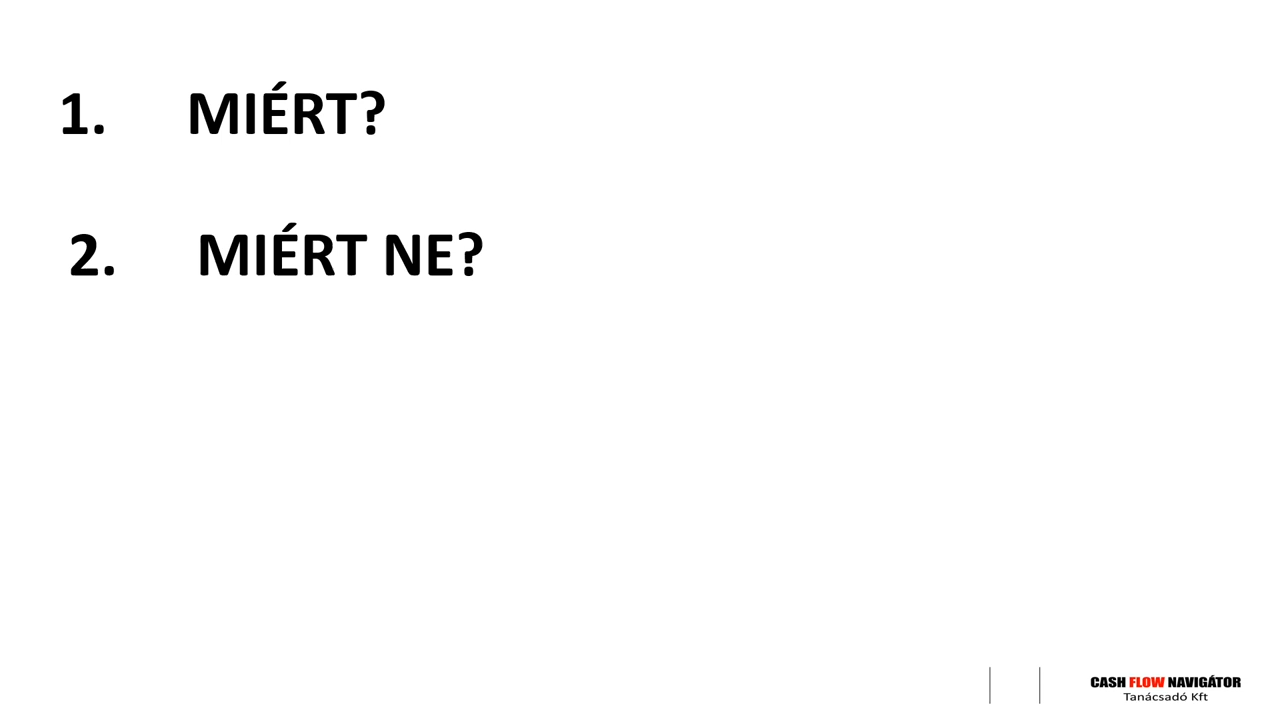 1. MIÉRT?
2. MIÉRT NE?
CASH FLOW NAVIGÁTOR
Tanácsadó Kft